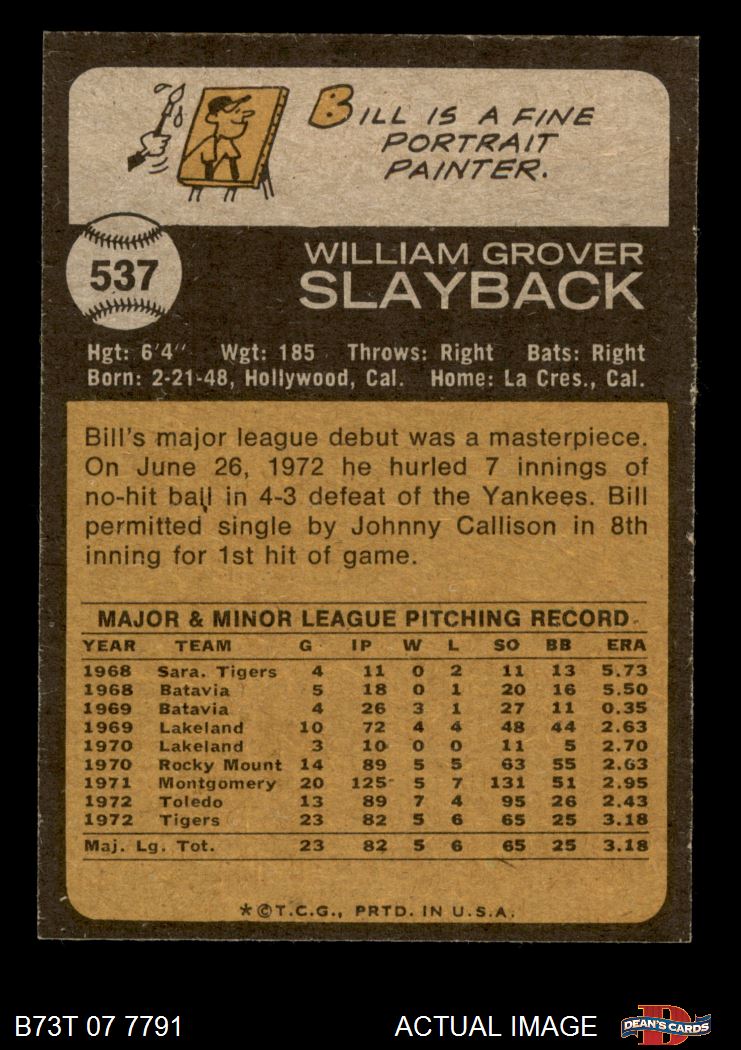 BILL IS A FINE
PORTRAIT
PAINTER.
537
WILLIAM GROVER
SLAYBACK
Hgt: 6'4" Wgt: 185 Throws: Right Bats: Right
Born: 2-21-48, Hollywood, Cal. Home: La Cres., Cal.
Bill's major league debut was a masterpiece.
On June 26, 1972 he hurled 7 innings of
no-hit ball in 4-3 defeat of the Yankees. Bill
permitted single by Johnny Callison in 8th
inning for 1st hit of game.
MAJOR & MINOR LEAGUE PITCHING RECORD
YEAR TEAM G IP W L SO BB ERA
1968 Sara. Tigers 4 11 0 2 11 13 5.73
1968 Batavia 5 18 0 1 20 16 5.50
1969 Batavia 4 26 3 1 27 11 0.35
1969 Lakeland 10 72 4 4 48 44 2.63
1970 Lakeland 3 10 0 0 11 5 2.70
1970 Rocky Mount 14 89 5 5 63 55 2.63
1971 Montgomery 20 125 5 7 131 51 2.95
1972 Toledo 13 89 7 4 95 26 2.43
1972 Tigers 23 82 5 6 65 25 3.18
Maj. Lg. Tot. 23 82 5 6 65 25 3.18
*©T.C.G., PRTD. IN U.S.A.
B73T 07 7791 ACTUAL IMAGE D DEAN'S CARDS